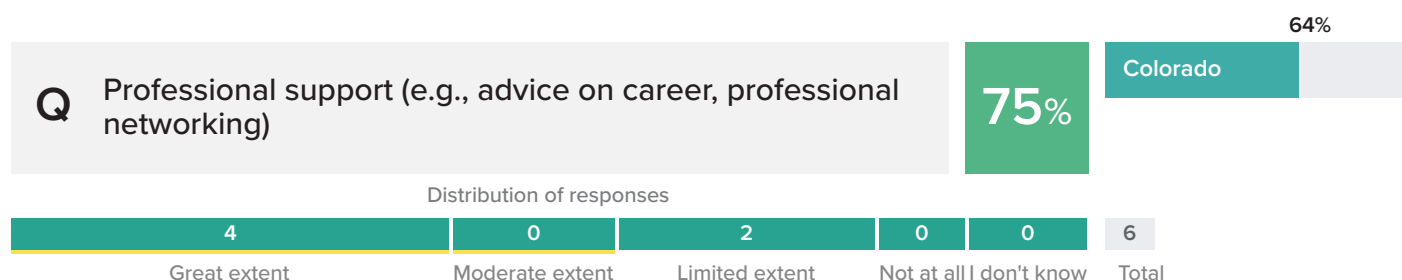 64%
Q
Professional support (e.g., advice on career, professional
networking)
75%
Colorado
Distribution of responses
4 0 2 0 0 6
Great extent Moderate extent Limited extent Not at all I don't know Total